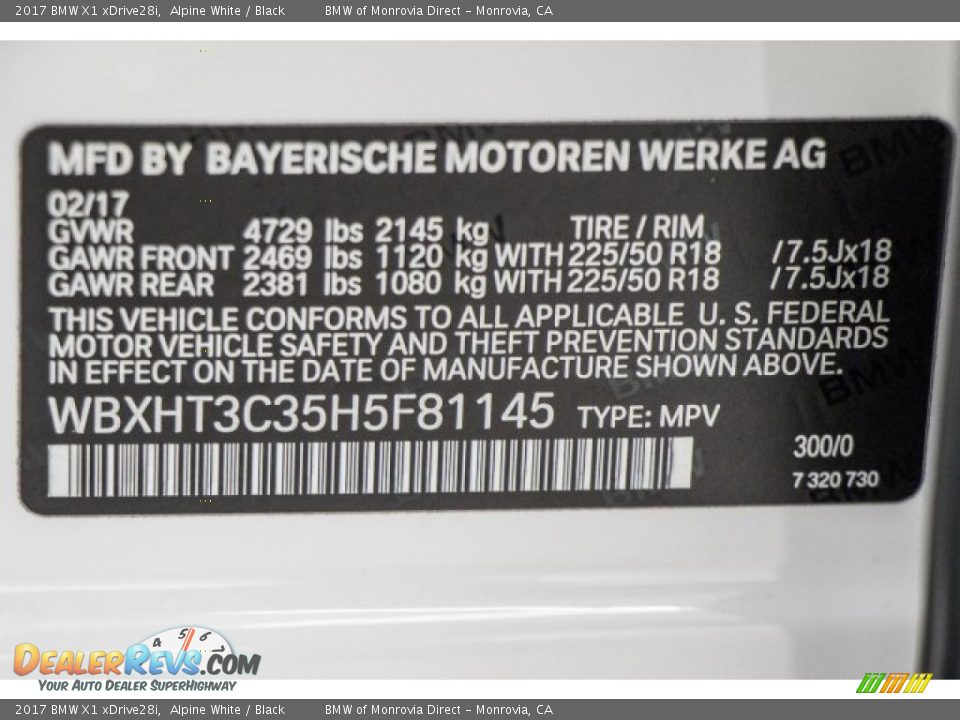 2017 BMW X1 xDrive28i, Alpine White / Black BMW of Monrovia Direct – Monrovia, CA
MFD BY BAYERISCHE MOTOREN WERKE AG
02/17
GVWR 4729 lbs 2145 kg TIRE / RIM
GAWR FRONT 2469 lbs 1120 kg WITH 225/50 R18 /7.5Jx18
GAWR REAR 2381 lbs 1080 kg WITH 225/50 R18 /7.5Jx18
THIS VEHICLE CONFORMS TO ALL APPLICABLE U. S. FEDERAL
MOTOR VEHICLE SAFETY AND THEFT PREVENTION STANDARDS
IN EFFECT ON THE DATE OF MANUFACTURE SHOWN ABOVE.
WBXHT3C35H5F81145 TYPE: MPV
300/0
7 320 730
4 5 6
DEALERREVS.COM
YOUR AUTO DEALER SUPERHIGHWAY
2017 BMW X1 xDrive28i, Alpine White / Black BMW of Monrovia Direct – Monrovia, CA